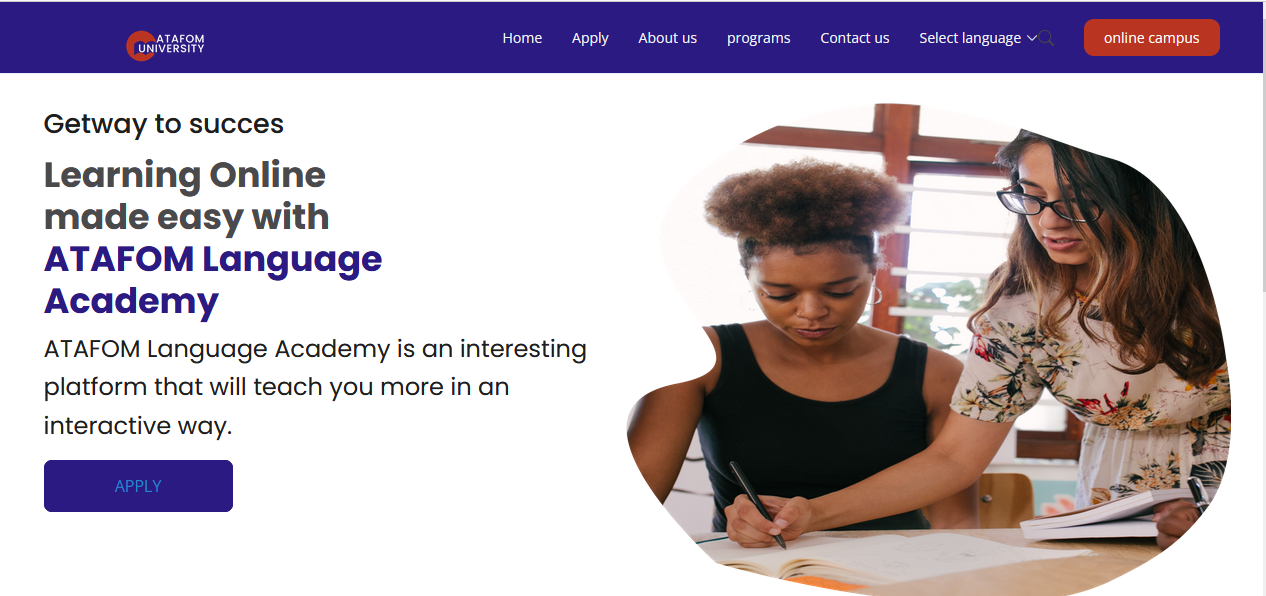 ATAFOM
UNIVERSITY
Home Apply About us programs Contact us Select language online campus
Getway to succes
Learning Online
made easy with
ATAFOM Language
Academy
ATAFOM Language Academy is an interesting
platform that will teach you more in an
interactive way.
APPLY